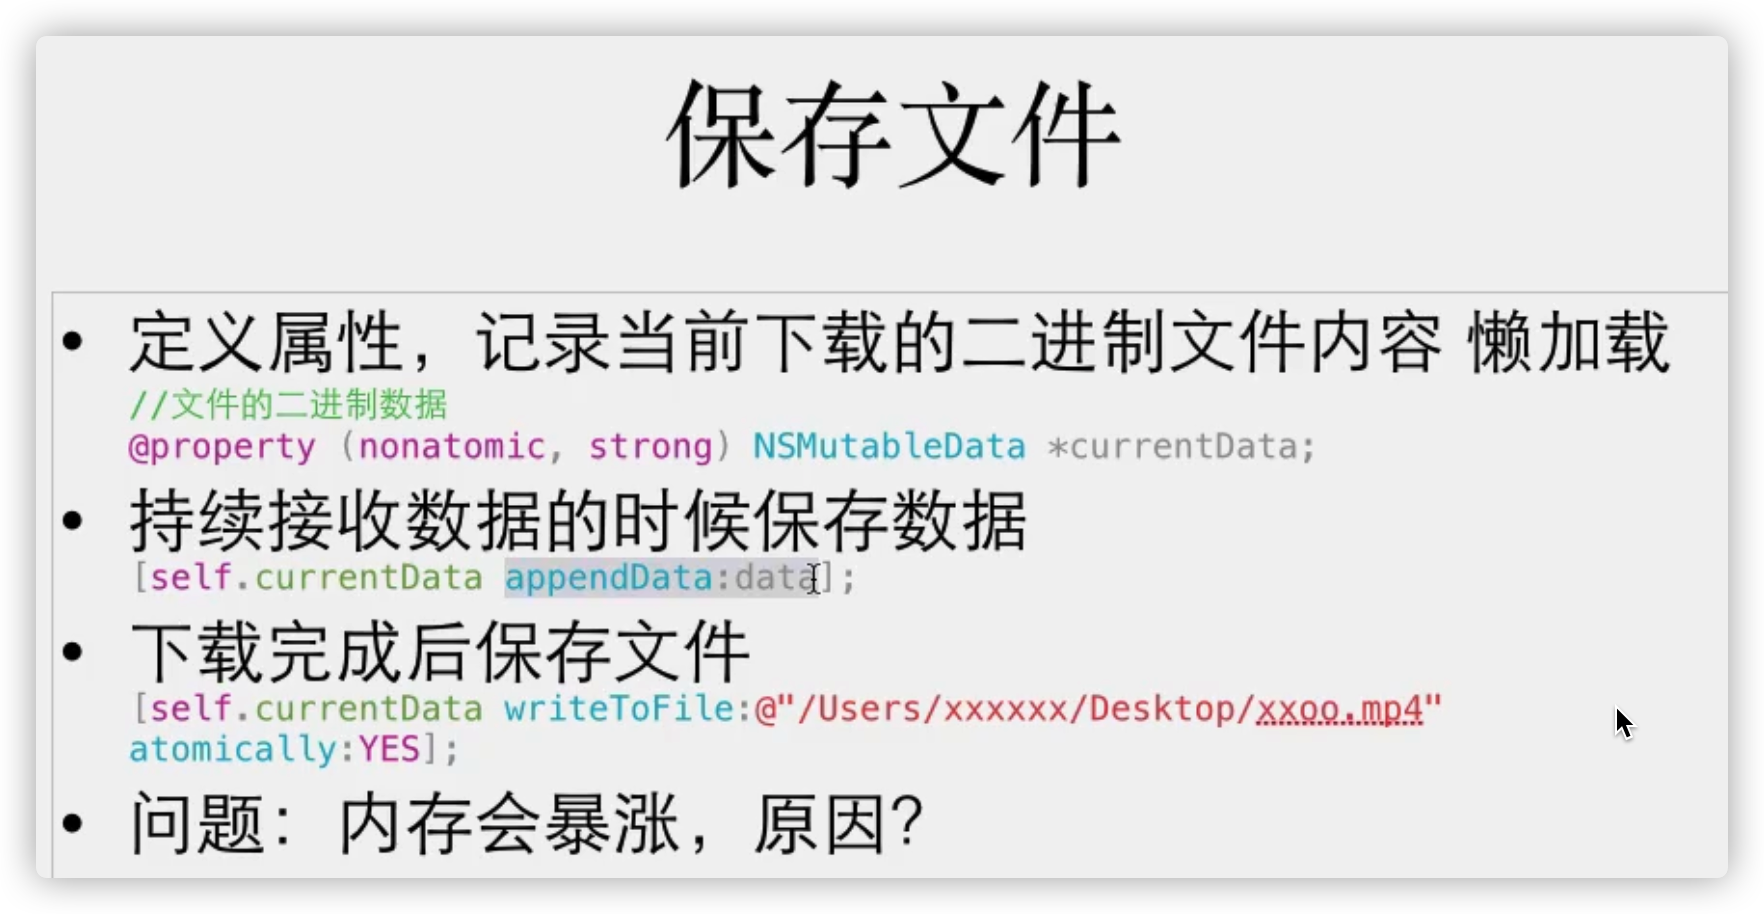 保存文件
• 定义属性，记录当前下载的二进制文件内容 懒加载
//文件的二进制数据
@property (nonatomic, strong) NSMutableData *currentData;
• 持续接收数据的时候保存数据
[self.currentData appendData:data];
• 下载完成后保存文件
[self.currentData writeToFile:@"/Users/xxxxxx/Desktop/xxoo.mp4"
atomically:YES];
• 问题：内存会暴涨，原因？